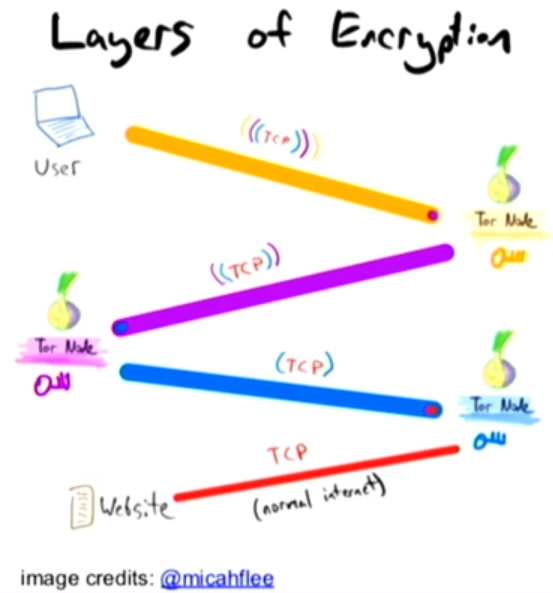 Layers of Encryption
(((TCP)))
User
Tor Node
((TCP))
Tor Node
(TCP)
Tor Node
TCP
Website
(normal internet)
image credits: @micahflee